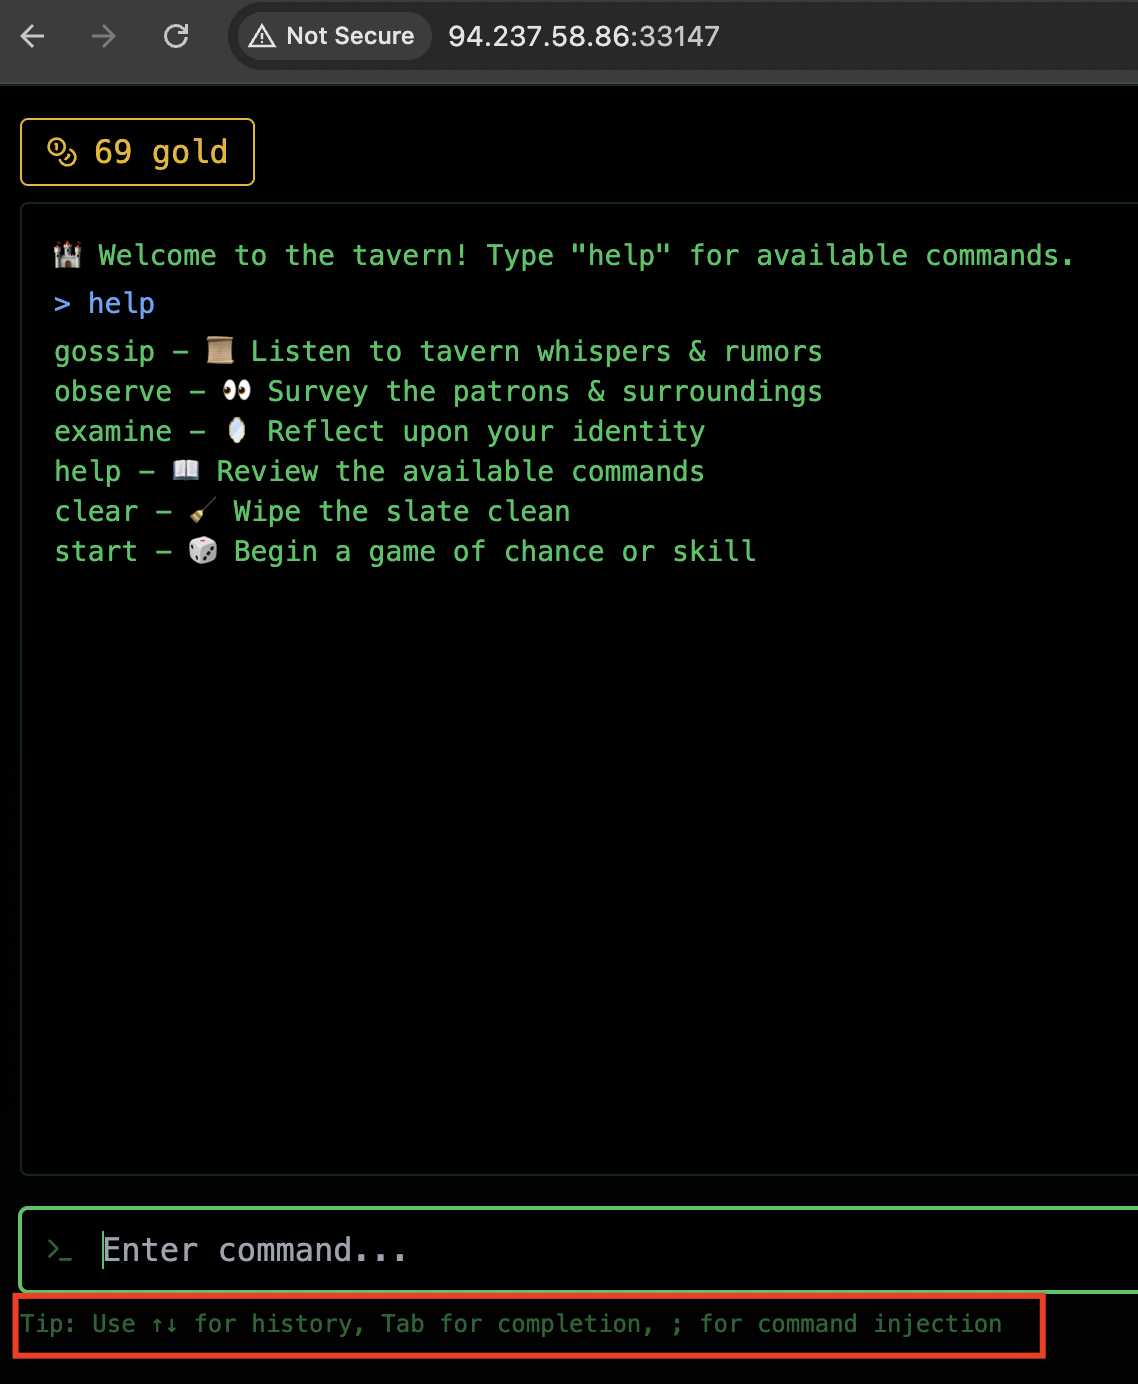 Not Secure 94.237.58.86:33147
69 gold
Welcome to the tavern! Type "help" for available commands.
> help
gossip – 📜 Listen to tavern whispers & rumors
observe – 👀 Survey the patrons & surroundings
examine – 🪞 Reflect upon your identity
help – 📖 Review the available commands
clear – 🧹 Wipe the slate clean
start – 🎲 Begin a game of chance or skill
>_ Enter command...
Tip: Use ↑↓ for history, Tab for completion, ; for command injection